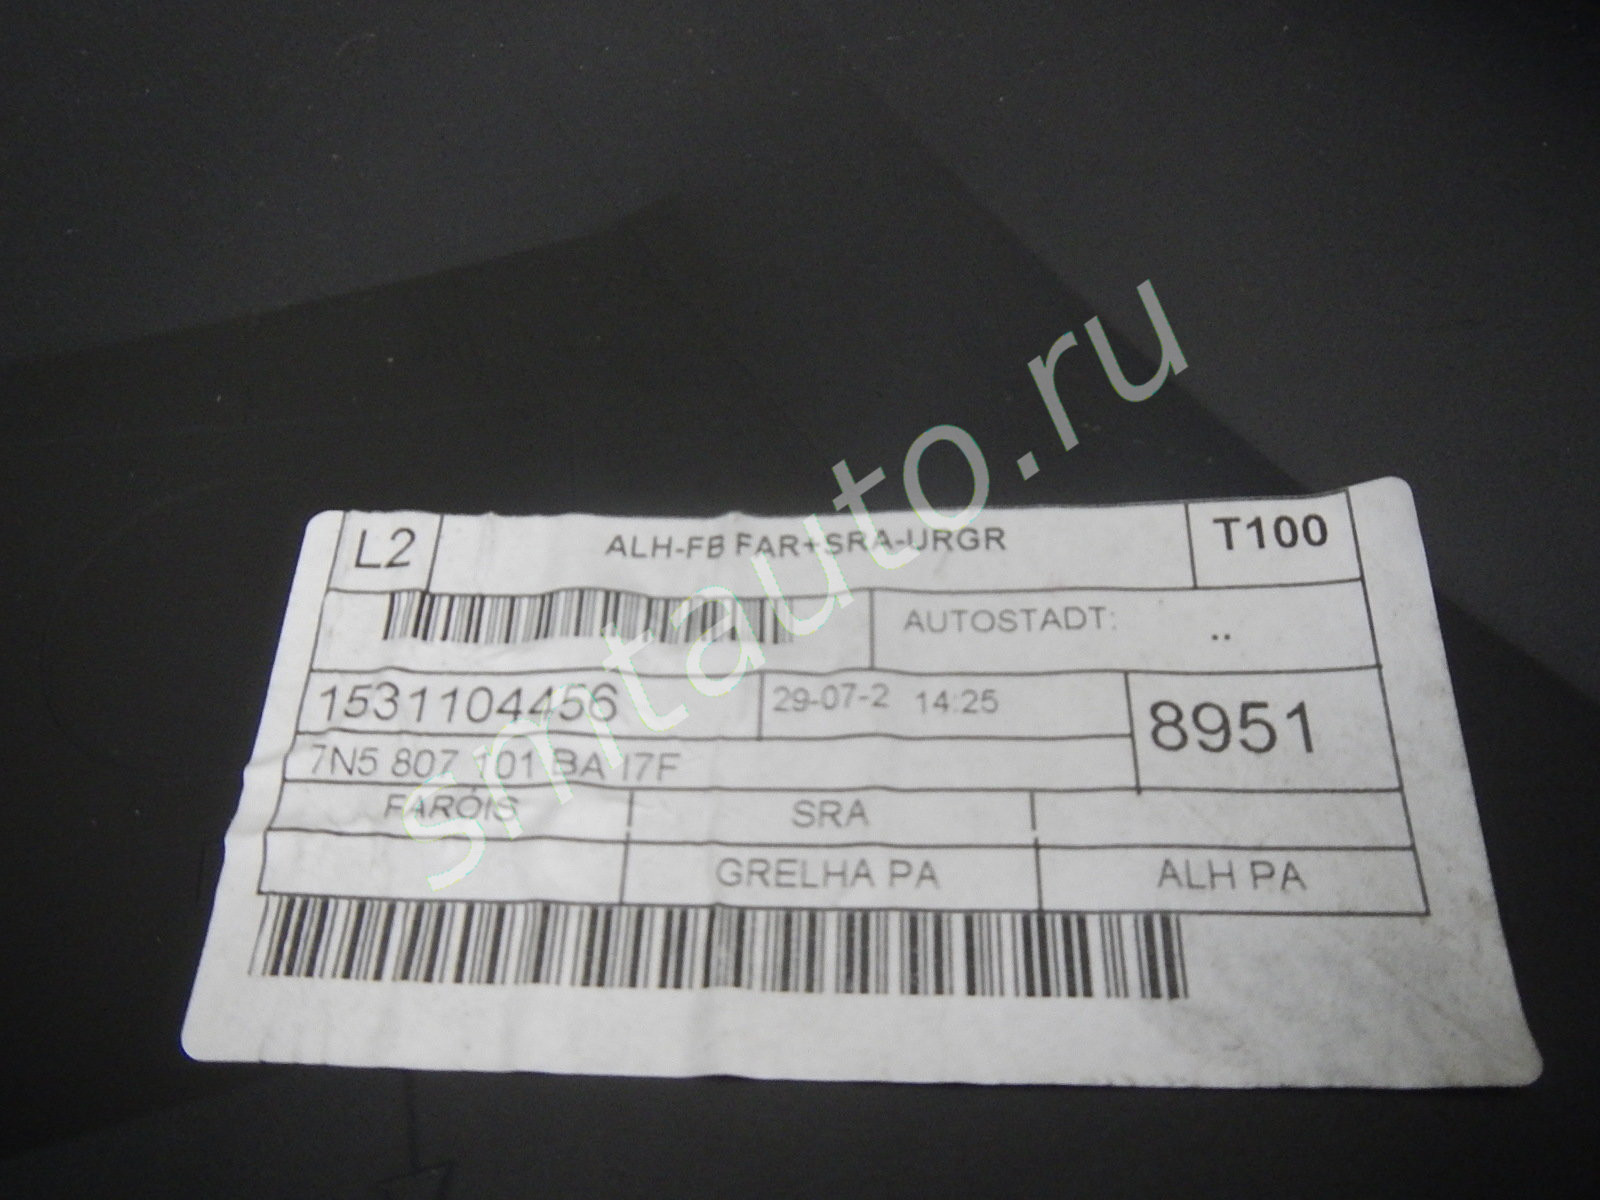 L2 ALH-FB FAR+SRA-URGR T100
AUTOSTADT: ..
1531104456 29-07-2 14:25 8951
7N5 807 101 BA I7F
FARÓIS SRA
GRELHA PA ALH PA
smtauto.ru